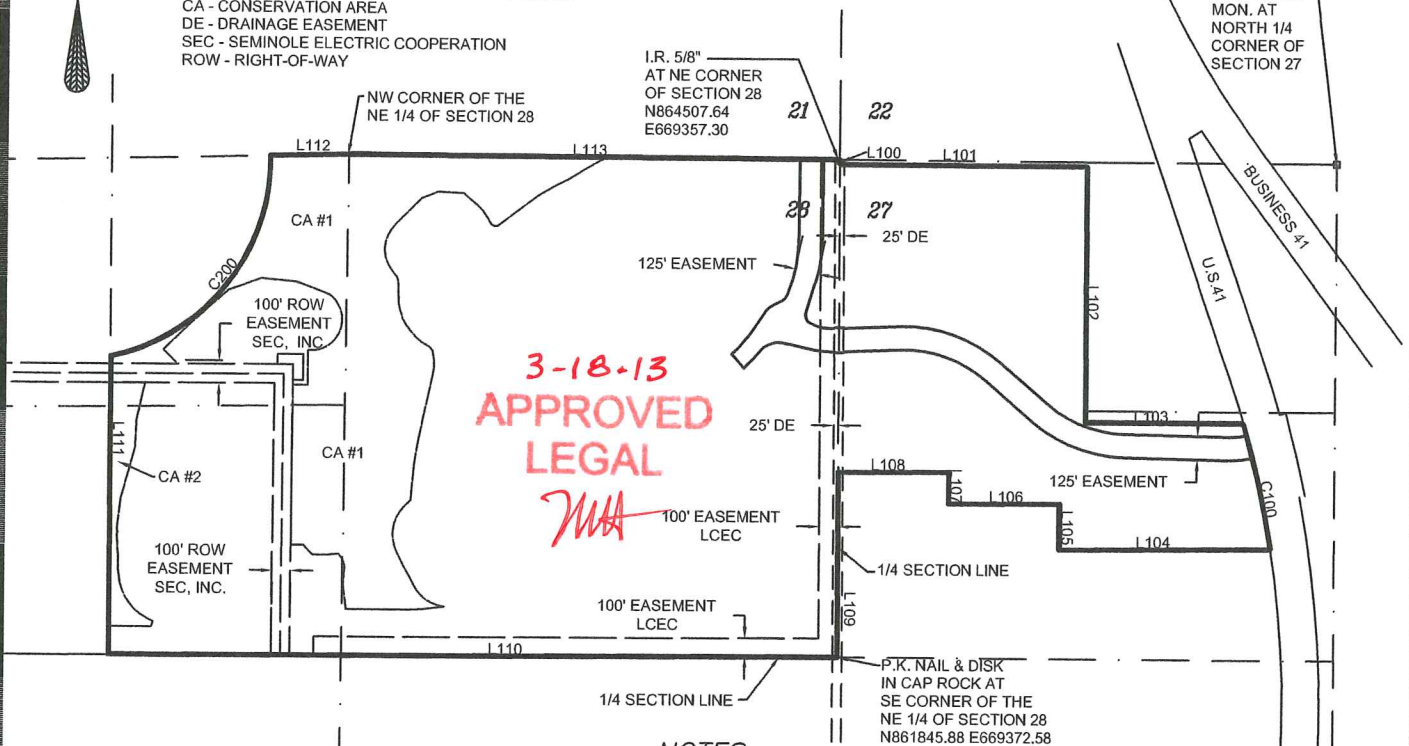 CA - CONSERVATION AREA
DE - DRAINAGE EASEMENT
SEC - SEMINOLE ELECTRIC COOPERATION
ROW - RIGHT-OF-WAY
MON. AT
NORTH 1/4
CORNER OF
SECTION 27
I.R. 5/8"
AT NE CORNER
OF SECTION 28
N864507.64
E669357.30
NW CORNER OF THE
NE 1/4 OF SECTION 28
21
22
L112
L113
L100
L101
28
27
CA #1
25' DE
BUSINESS 41
U.S.41
125' EASEMENT
C200
L102
100' ROW
EASEMENT
SEC, INC.
3-18-13
APPROVED
LEGAL
25' DE
L103
L111
CA #1
CA #2
L108
125' EASEMENT
L107
L106
C100
100' EASEMENT
LCEC
L105
L104
100' ROW
EASEMENT
SEC, INC.
1/4 SECTION LINE
100' EASEMENT
LCEC
L109
L110
P.K. NAIL & DISK
IN CAP ROCK AT
SE CORNER OF THE
NE 1/4 OF SECTION 28
N861845.88 E669372.58
1/4 SECTION LINE
NOTES